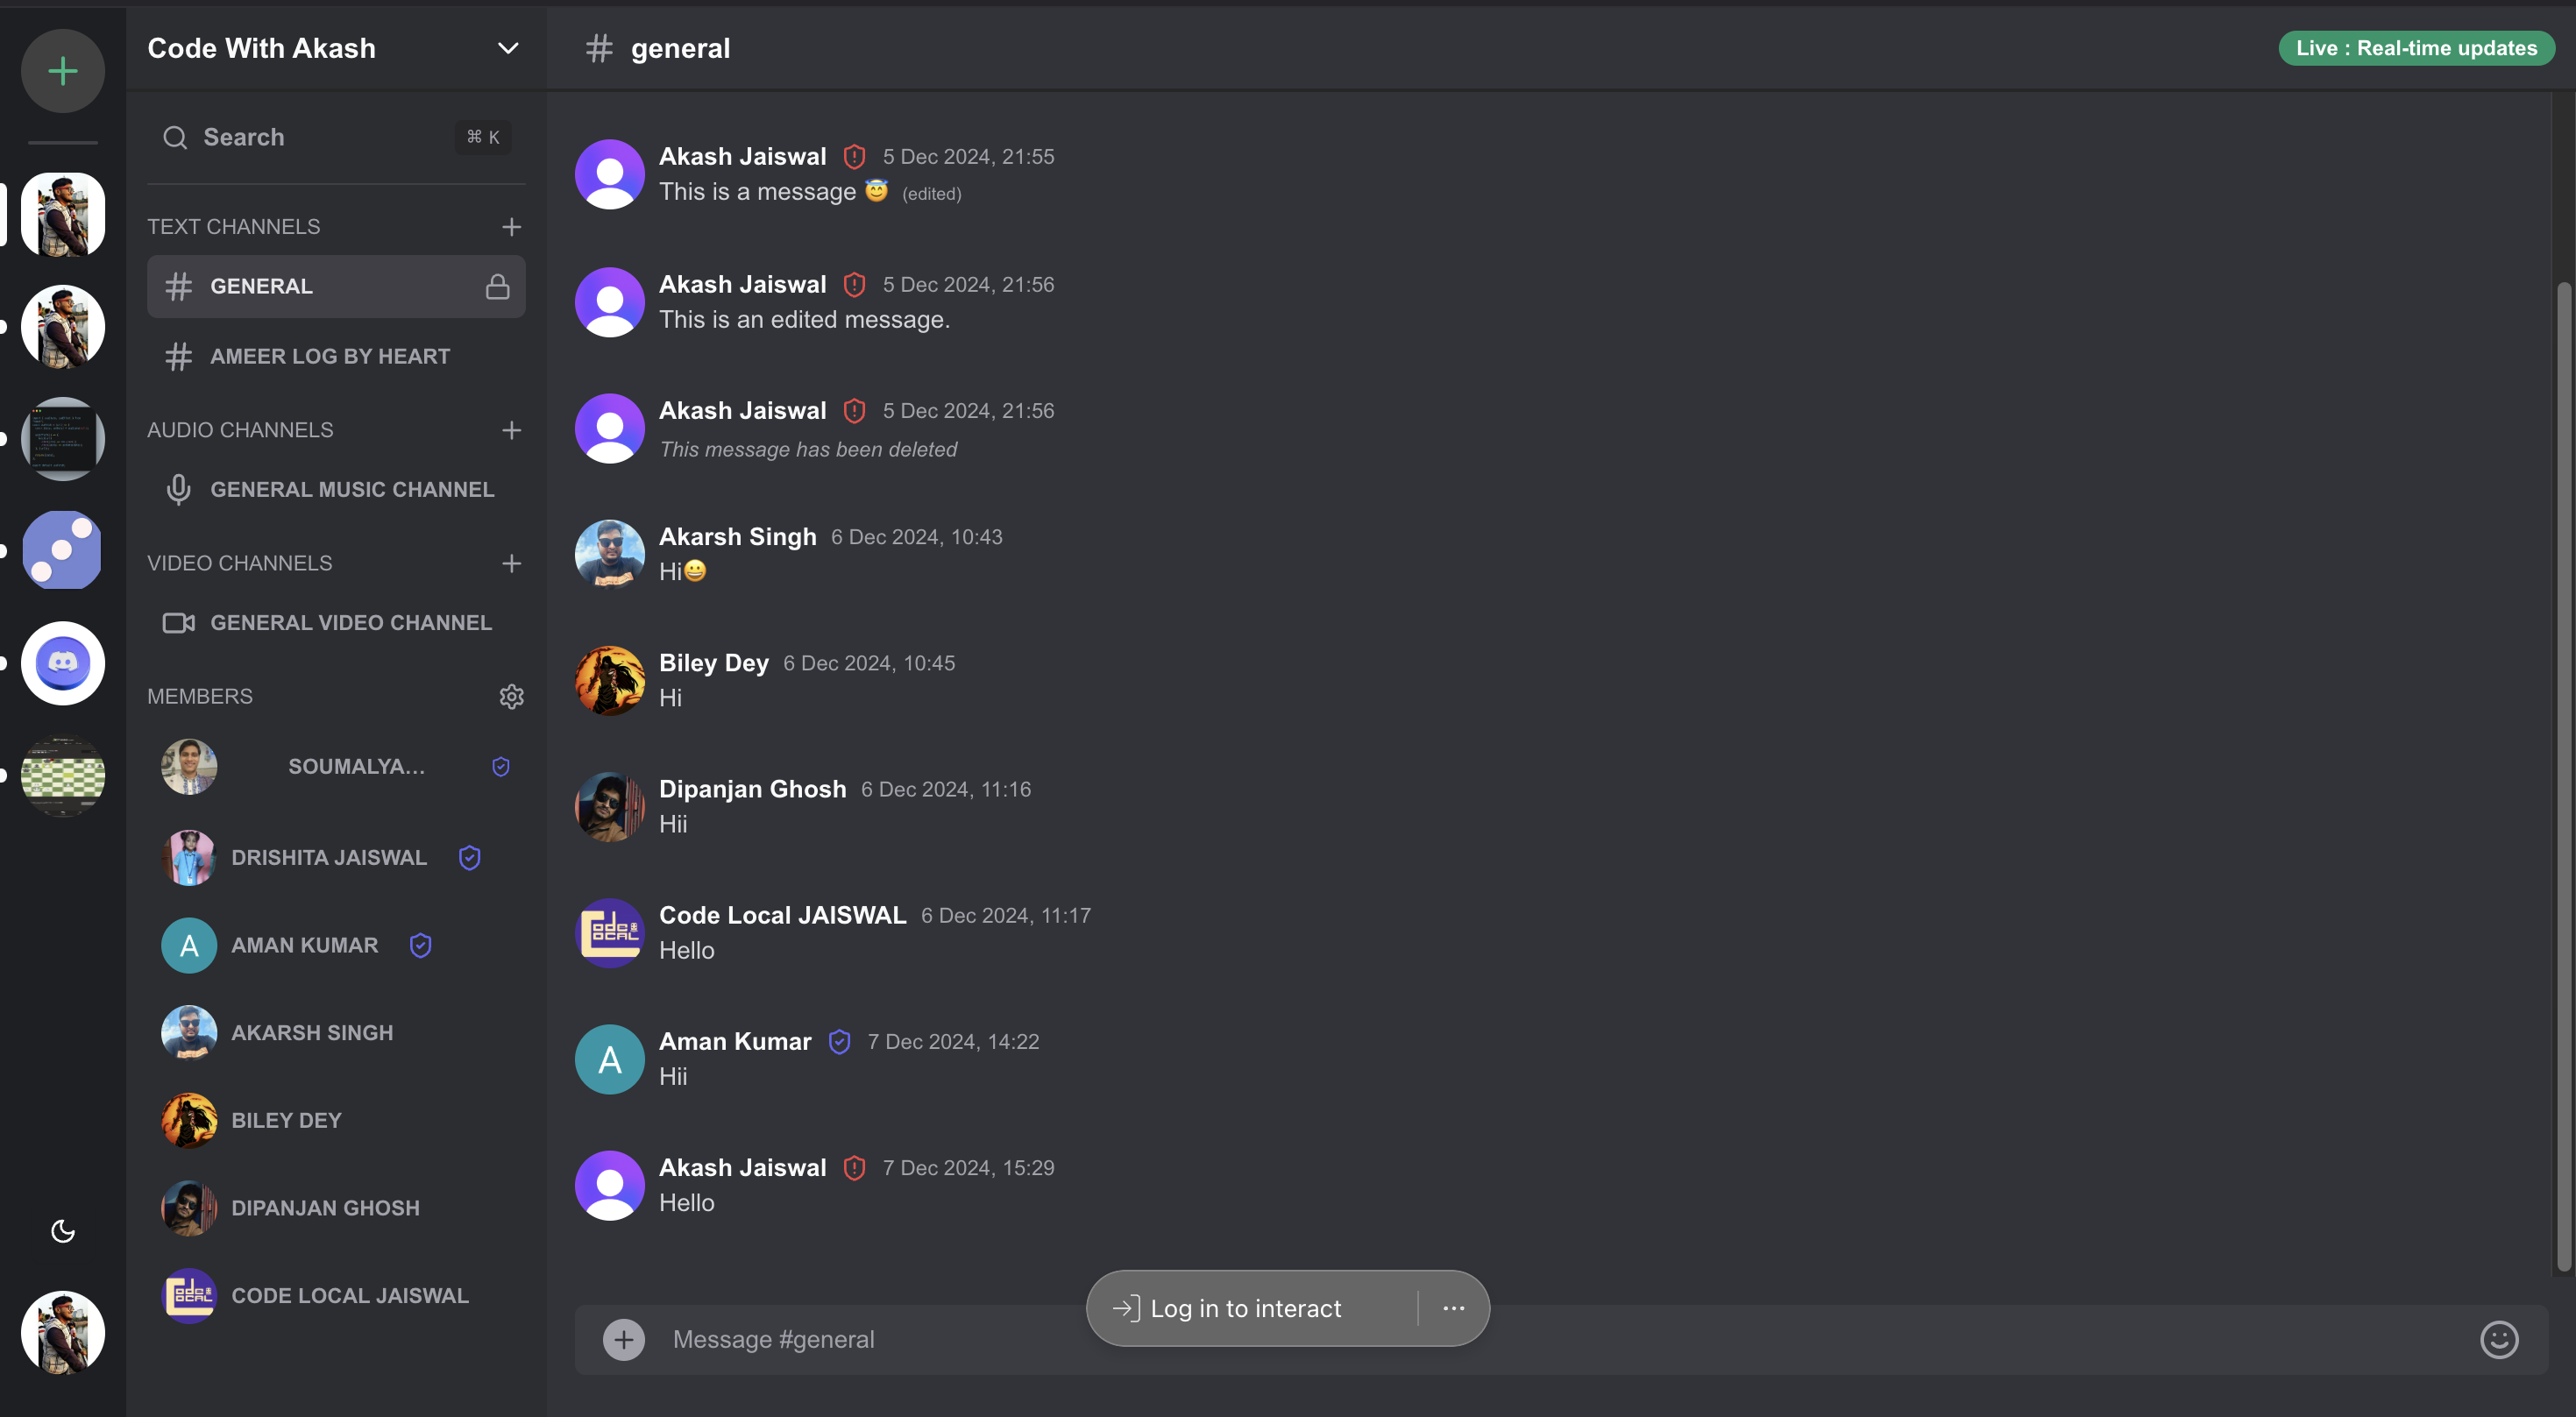 Code With Akash
Search
⌘ K
TEXT CHANNELS
GENERAL
AMEER LOG BY HEART
AUDIO CHANNELS
GENERAL MUSIC CHANNEL
VIDEO CHANNELS
GENERAL VIDEO CHANNEL
MEMBERS
SOUMALYA...
DRISHITA JAISWAL
A
AMAN KUMAR
AKARSH SINGH
BILEY DEY
DIPANJAN GHOSH
CODE LOCAL JAISWAL
# general
Live : Real-time updates
Akash Jaiswal 5 Dec 2024, 21:55
This is a message 😇 (edited)
Akash Jaiswal 5 Dec 2024, 21:56
This is an edited message.
Akash Jaiswal 5 Dec 2024, 21:56
This message has been deleted
Akarsh Singh 6 Dec 2024, 10:43
Hi😀
Biley Dey 6 Dec 2024, 10:45
Hi
Dipanjan Ghosh 6 Dec 2024, 11:16
Hii
Code Local JAISWAL 6 Dec 2024, 11:17
Hello
A
Aman Kumar 7 Dec 2024, 14:22
Hii
Akash Jaiswal 7 Dec 2024, 15:29
Hello
Log in to interact
Message #general